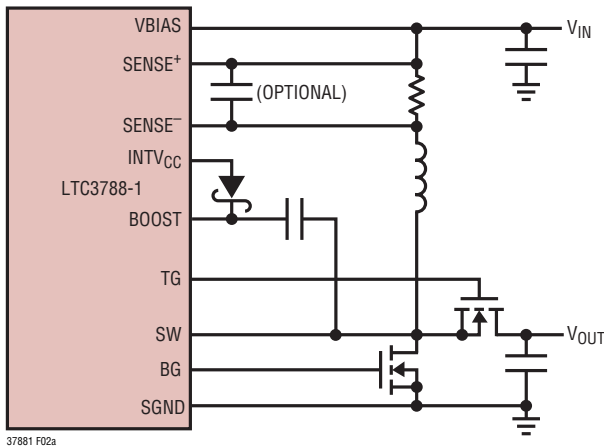 VBIAS
V_IN
SENSE⁺
(OPTIONAL)
SENSE⁻
INTV_CC
LTC3788-1
BOOST
TG
SW
V_OUT
BG
SGND
37881 F02a